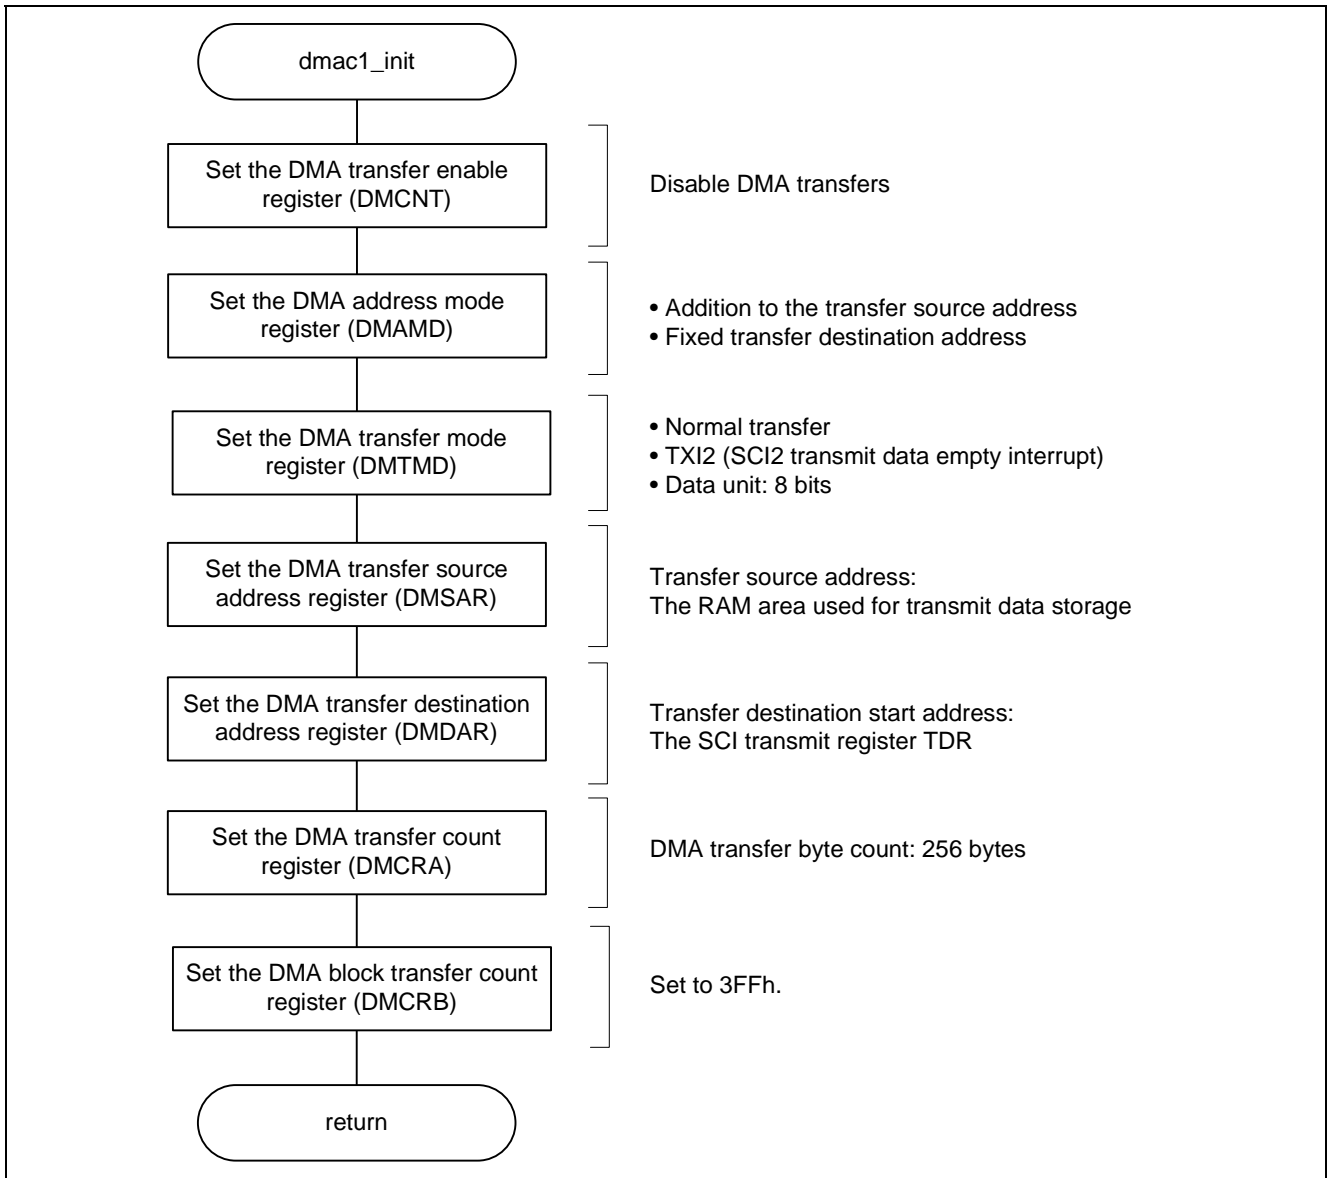 dmac1_init
Set the DMA transfer enable
register (DMCNT)
Disable DMA transfers
Set the DMA address mode
register (DMAMD)
• Addition to the transfer source address
• Fixed transfer destination address
Set the DMA transfer mode
register (DMTMD)
• Normal transfer
• TXI2 (SCI2 transmit data empty interrupt)
• Data unit: 8 bits
Set the DMA transfer source
address register (DMSAR)
Transfer source address:
The RAM area used for transmit data storage
Set the DMA transfer destination
address register (DMDAR)
Transfer destination start address:
The SCI transmit register TDR
Set the DMA transfer count
register (DMCRA)
DMA transfer byte count: 256 bytes
Set the DMA block transfer count
register (DMCRB)
Set to 3FFh.
return